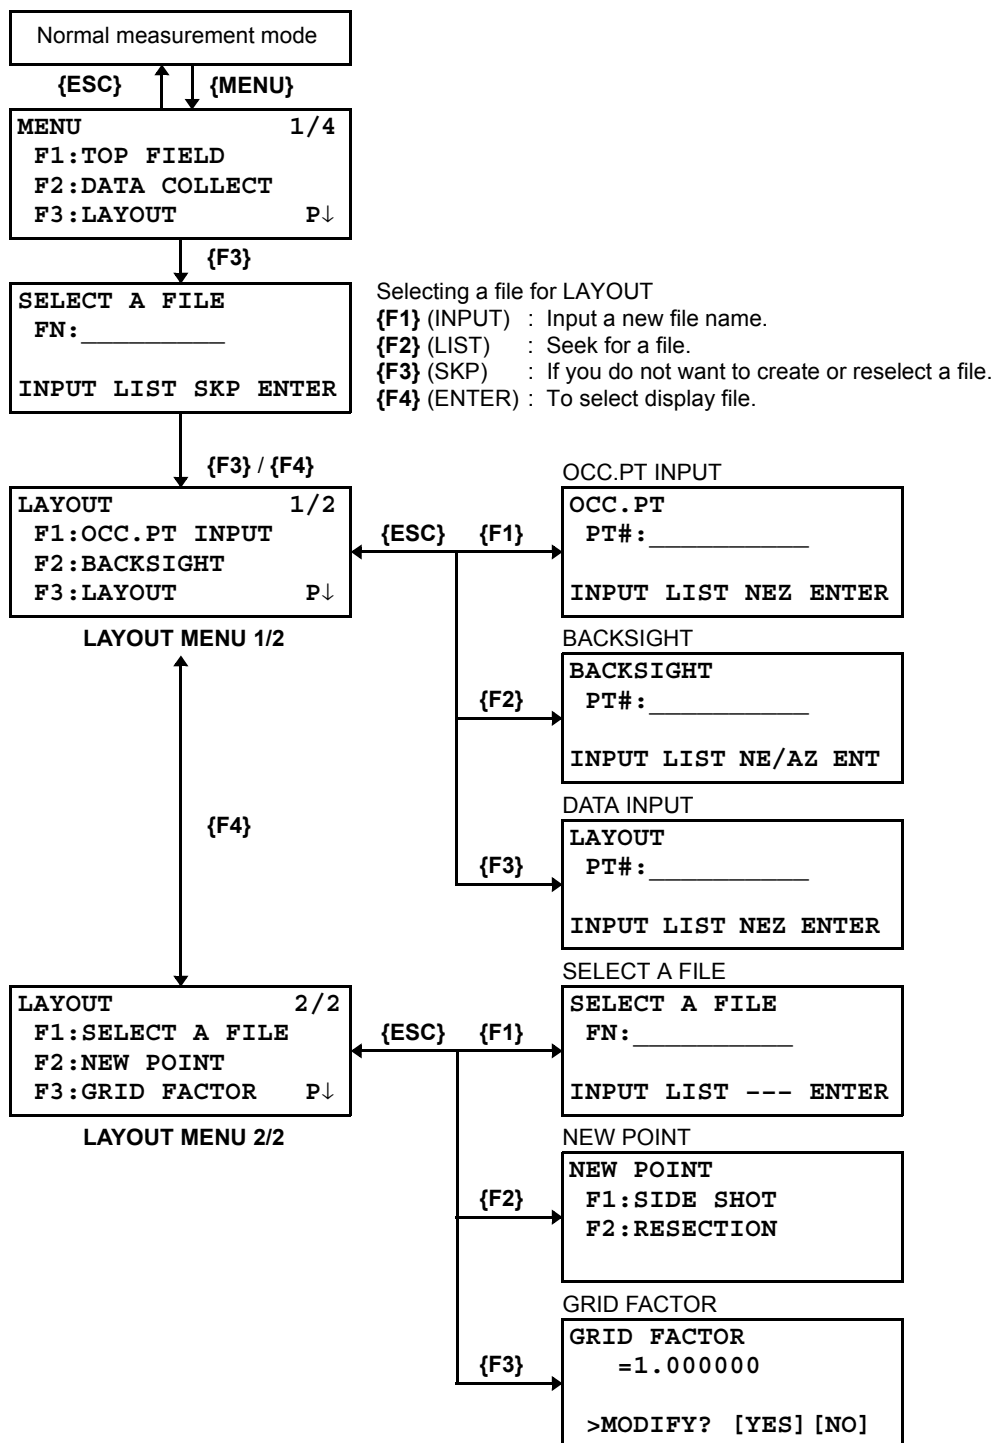 Normal measurement mode
{ESC} {MENU}
MENU 1/4
F1:TOP FIELD
F2:DATA COLLECT
F3:LAYOUT P↓
{F3}
SELECT A FILE
FN:_________
INPUT LIST SKP ENTER
Selecting a file for LAYOUT
{F1} (INPUT) : Input a new file name.
{F2} (LIST) : Seek for a file.
{F3} (SKP) : If you do not want to create or reselect a file.
{F4} (ENTER) : To select display file.
{F3} / {F4}
LAYOUT 1/2
F1:OCC.PT INPUT
F2:BACKSIGHT
F3:LAYOUT P↓
LAYOUT MENU 1/2
{ESC} {F1}
OCC.PT INPUT
OCC.PT
PT#:__________
INPUT LIST NEZ ENTER
{F2}
BACKSIGHT
BACKSIGHT
PT#:__________
INPUT LIST NE/AZ ENT
{F3}
DATA INPUT
LAYOUT
PT#:__________
INPUT LIST NEZ ENTER
{F4}
LAYOUT 2/2
F1:SELECT A FILE
F2:NEW POINT
F3:GRID FACTOR P↓
LAYOUT MENU 2/2
{ESC} {F1}
SELECT A FILE
SELECT A FILE
FN:__________
INPUT LIST --- ENTER
{F2}
NEW POINT
NEW POINT
F1:SIDE SHOT
F2:RESECTION
{F3}
GRID FACTOR
GRID FACTOR
=1.000000
>MODIFY? [YES][NO]